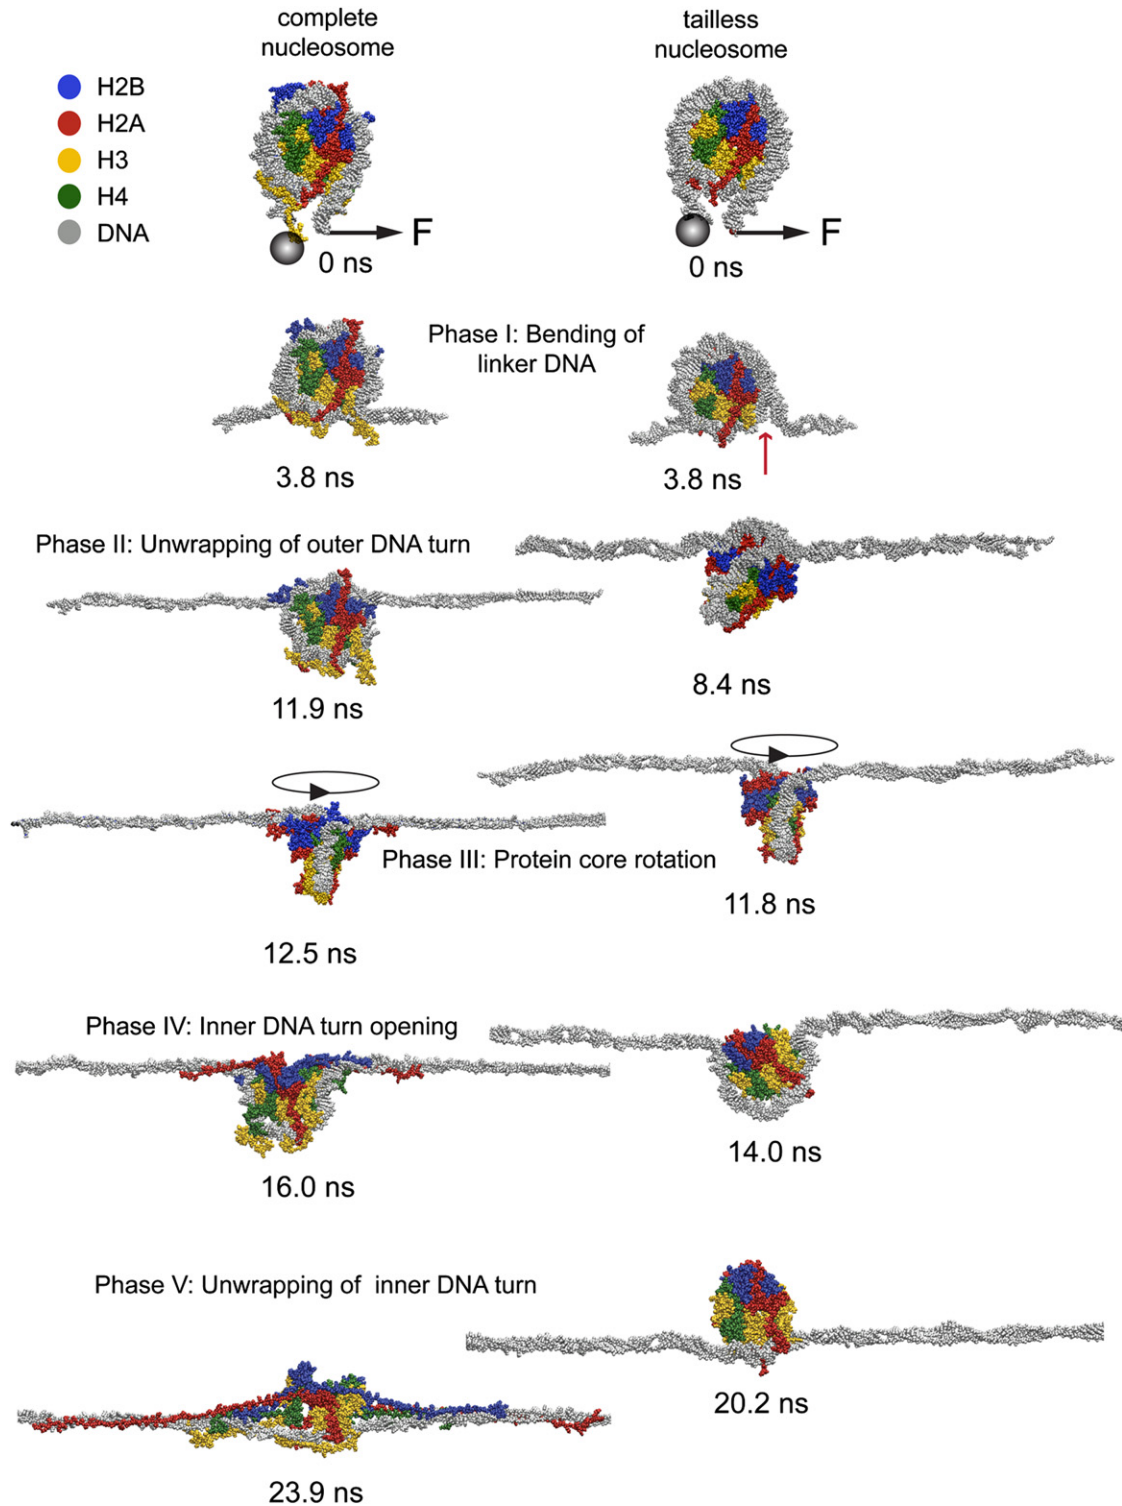 complete
nucleosome
tailless
nucleosome
H2B
H2A
H3
H4
DNA
F
0 ns
F
0 ns
Phase I: Bending of
linker DNA
3.8 ns
3.8 ns
Phase II: Unwrapping of outer DNA turn
11.9 ns
8.4 ns
Phase III: Protein core rotation
12.5 ns
11.8 ns
Phase IV: Inner DNA turn opening
16.0 ns
14.0 ns
Phase V: Unwrapping of inner DNA turn
23.9 ns
20.2 ns